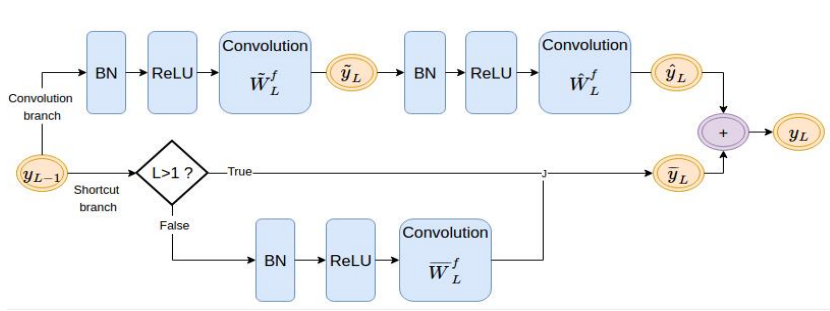 Convolution
branch
BN
ReLU
Convolution
W̃_L^f
ỹ_L
BN
ReLU
Convolution
Ŵ_L^f
ŷ_L
+
y_L
y_{L−1}
Shortcut
branch
L>1 ?
True
J
ȳ_L
False
BN
ReLU
Convolution
W̅_L^f